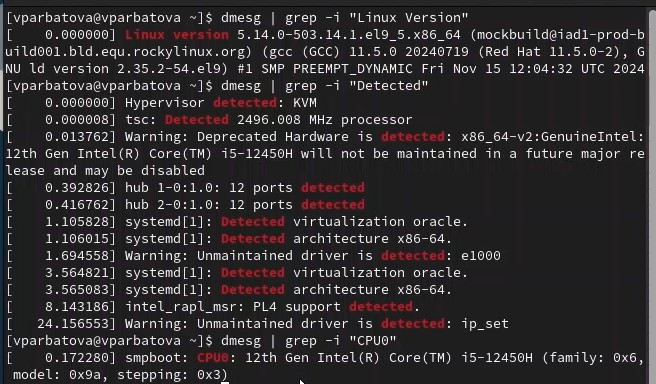 [vparbatova@vparbatova ~]$ dmesg | grep -i "Linux Version"
[    0.000000] Linux version 5.14.0-503.14.1.el9_5.x86_64 (mockbuild@iad1-prod-b
uild001.bld.equ.rockylinux.org) (gcc (GCC) 11.5.0 20240719 (Red Hat 11.5.0-2), G
NU ld version 2.35.2-54.el9) #1 SMP PREEMPT_DYNAMIC Fri Nov 15 12:04:32 UTC 2024
[vparbatova@vparbatova ~]$ dmesg | grep -i "Detected"
[    0.000000] Hypervisor detected: KVM
[    0.000008] tsc: Detected 2496.008 MHz processor
[    0.013762] Warning: Deprecated Hardware is detected: x86_64-v2:GenuineIntel:
12th Gen Intel(R) Core(TM) i5-12450H will not be maintained in a future major re
lease and may be disabled
[    0.392826] hub 1-0:1.0: 12 ports detected
[    0.416762] hub 2-0:1.0: 12 ports detected
[    1.105828] systemd[1]: Detected virtualization oracle.
[    1.106015] systemd[1]: Detected architecture x86-64.
[    1.694558] Warning: Unmaintained driver is detected: e1000
[    3.564821] systemd[1]: Detected virtualization oracle.
[    3.565083] systemd[1]: Detected architecture x86-64.
[    8.143186] intel_rapl_msr: PL4 support detected.
[   24.156553] Warning: Unmaintained driver is detected: ip_set
[vparbatova@vparbatova ~]$ dmesg | grep -i "CPU0"
[    0.172280] smpboot: CPU0: 12th Gen Intel(R) Core(TM) i5-12450H (family: 0x6,
 model: 0x9a, stepping: 0x3)